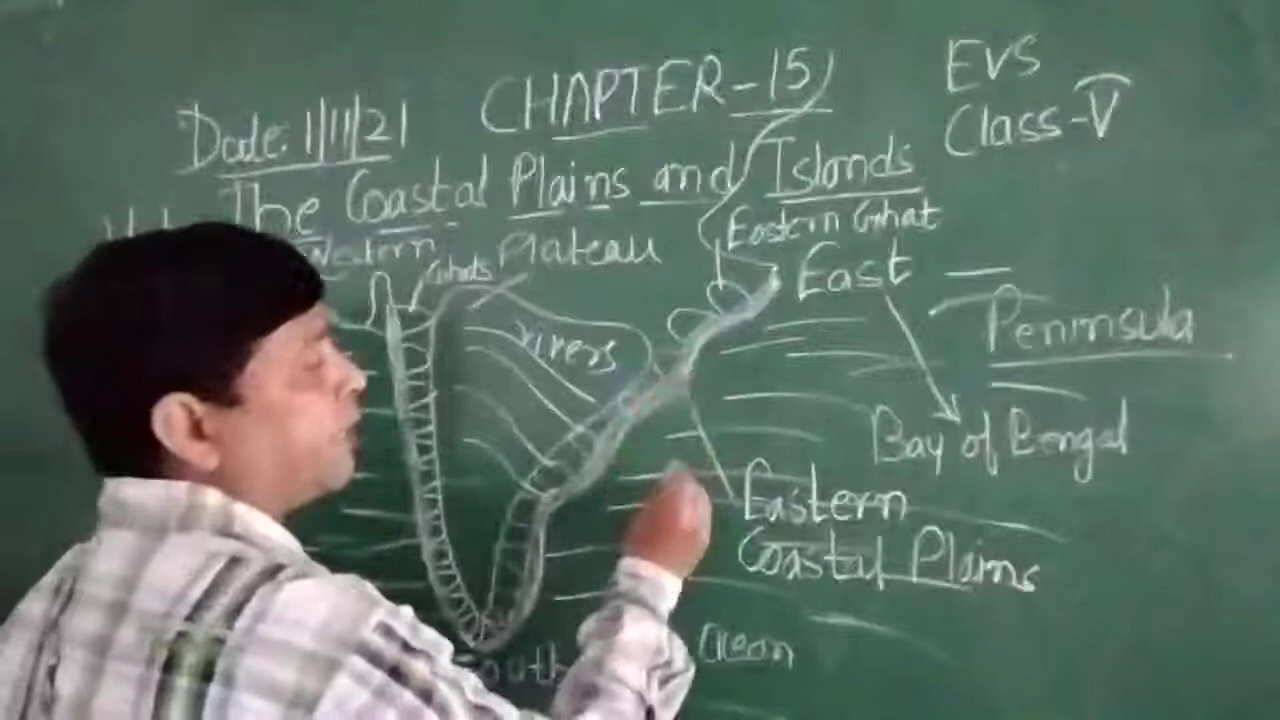 EVS
CHAPTER-15
Class-V
Date: 1/11/21
The Coastal Plains and Islands
Eastern Ghat
Western
Ghats
Plateau
East
rivers
Peninsula
Bay of Bengal
Eastern
Coastal Plains
South
Ocean